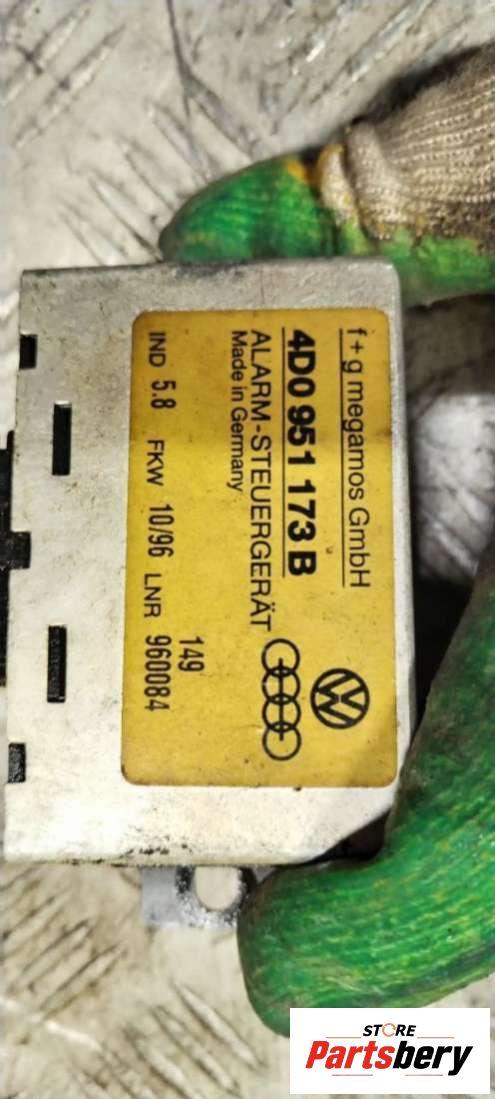 f+g megamos GmbH
4D0 951 173 B
ALARM-STEUERGERÄT
Made in Germany
149
IND 5.8 FKW 10/96 LNR 960084
VW
STORE
Partsbery